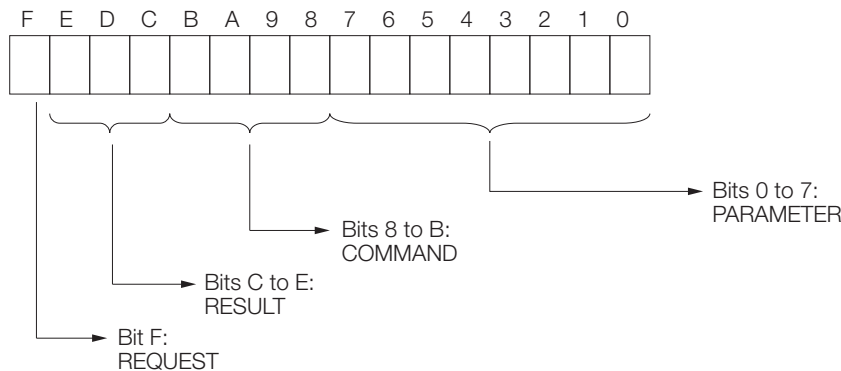 F E D C B A 9 8 7 6 5 4 3 2 1 0
Bits 0 to 7:
PARAMETER
Bits 8 to B:
COMMAND
Bits C to E:
RESULT
Bit F:
REQUEST